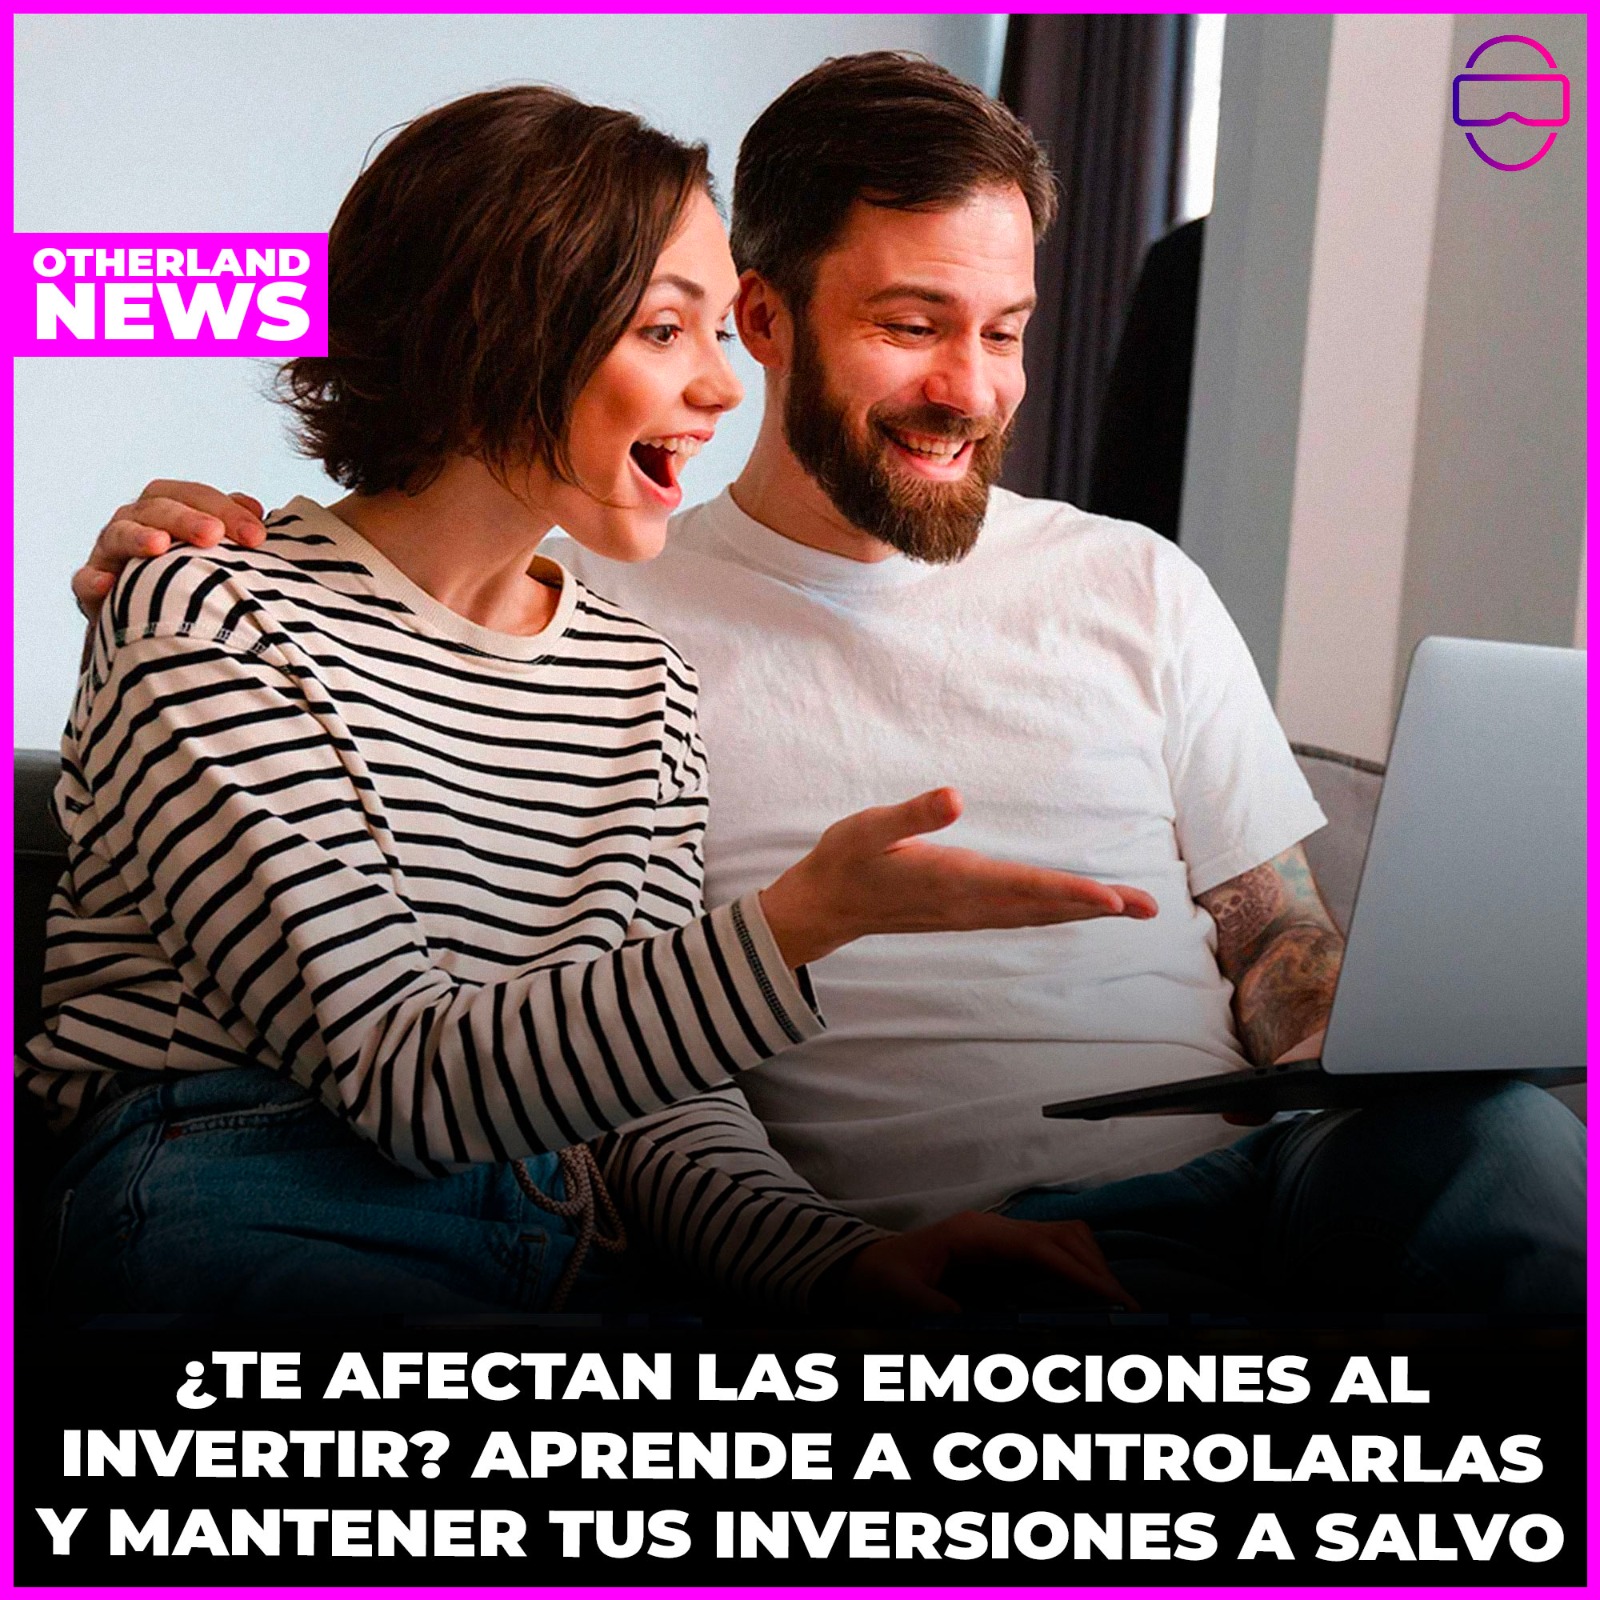 OTHERLAND
NEWS
¿TE AFECTAN LAS EMOCIONES AL
INVERTIR? APRENDE A CONTROLARLAS
Y MANTENER TUS INVERSIONES A SALVO